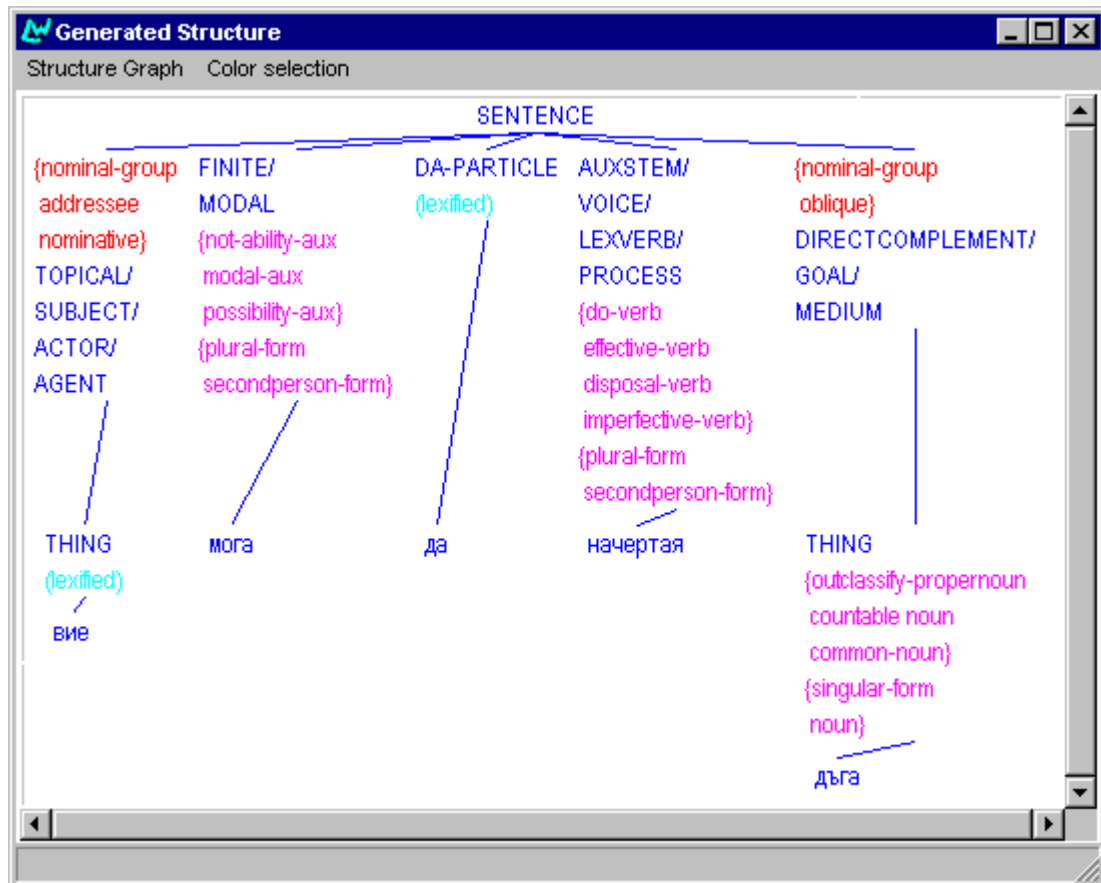 Generated Structure
Structure Graph Color selection
SENTENCE
{nominal-group
addressee
nominative}
TOPICAL/
SUBJECT/
ACTOR/
AGENT
THING
(lexified)
вие
FINITE/
MODAL
{not-ability-aux
modal-aux
possibility-aux}
{plural-form
secondperson-form}
мога
DA-PARTICLE
(lexified)
да
AUXSTEM/
VOICE/
LEXVERB/
PROCESS
{do-verb
effective-verb
disposal-verb
imperfective-verb}
{plural-form
secondperson-form}
начертая
{nominal-group
oblique}
DIRECTCOMPLEMENT/
GOAL/
MEDIUM
THING
{outclassify-propernoun
countable noun
common-noun}
{singular-form
noun}
дъга